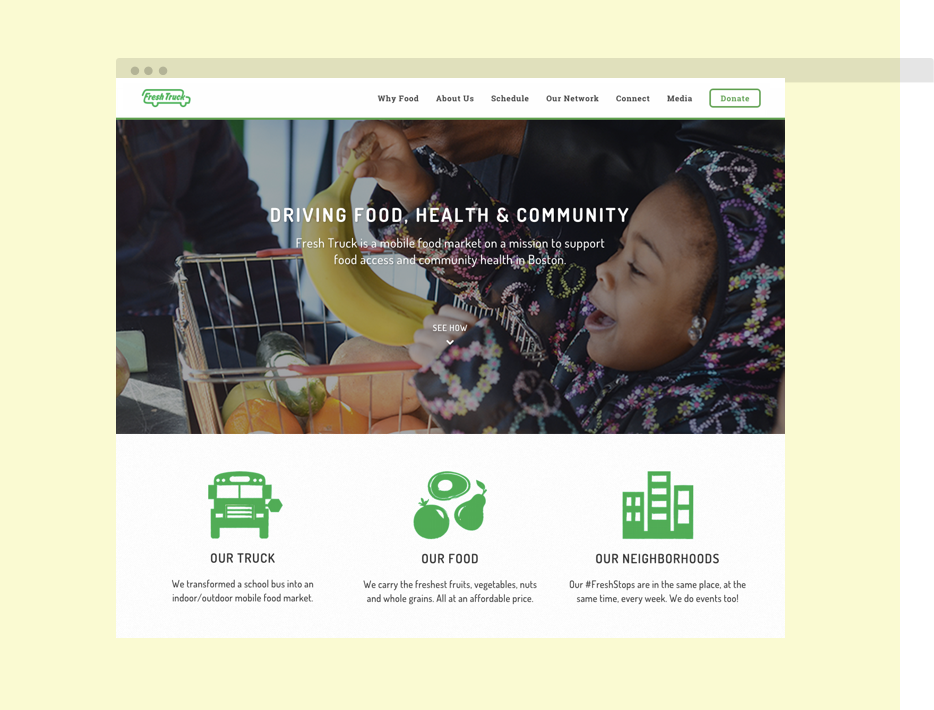 Fresh Truck
Why Food About Us Schedule Our Network Connect Media Donate
DRIVING FOOD, HEALTH & COMMUNITY
Fresh Truck is a mobile food market on a mission to support
food access and community health in Boston.
SEE HOW
OUR TRUCK
We transformed a school bus into an
indoor/outdoor mobile food market.
OUR FOOD
We carry the freshest fruits, vegetables, nuts
and whole grains. All at an affordable price.
OUR NEIGHBORHOODS
Our #FreshStops are in the same place, at the
same time, every week. We do events too!